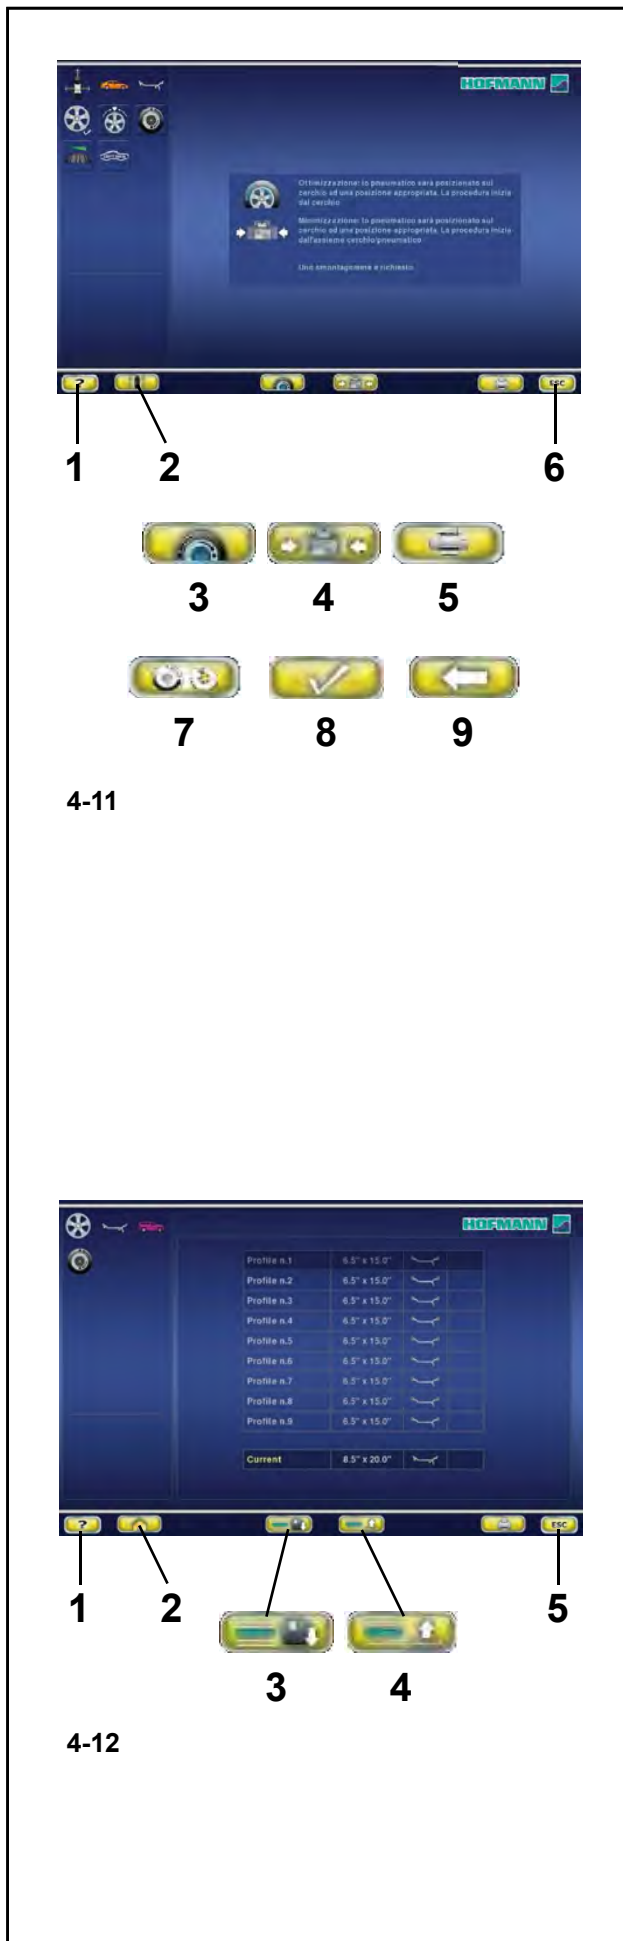 HOFMANN
Ottimizzazione: lo pneumatico sarà posizionato sul
cerchio ad una posizione appropriata. La procedura inizia
dal cerchio
Minimizzazione: lo pneumatico sarà posizionato sul
cerchio ad una posizione appropriata. La procedura inizia
dall'assieme cerchio/pneumatico
Uno smontagomme è richiesto
? ESC
1 2 6
3 4 5
7 8 9
4-11
HOFMANN
Profile n.1 6.5" x 15.0"
Profile n.2 6.5" x 15.0"
Profile n.3 6.5" x 15.0"
Profile n.4 6.5" x 15.0"
Profile n.5 6.5" x 15.0"
Profile n.6 6.5" x 15.0"
Profile n.7 6.5" x 15.0"
Profile n.8 6.5" x 15.0"
Profile n.9 6.5" x 15.0"
Current 8.5" x 20.0"
? ESC
1 2 5
3 4
4-12